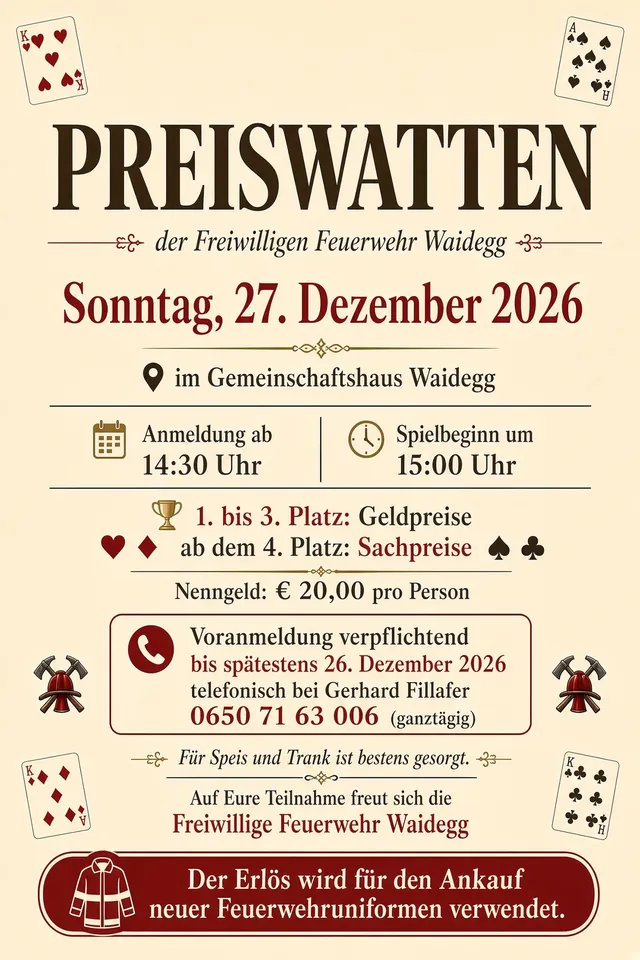 K
A
PREISWATTEN
der Freiwilligen Feuerwehr Waidegg
Sonntag, 27. Dezember 2026
im Gemeinschaftshaus Waidegg
Anmeldung ab
14:30 Uhr
Spielbeginn um
15:00 Uhr
1. bis 3. Platz: Geldpreise
ab dem 4. Platz: Sachpreise
Nenngeld: € 20,00 pro Person
Voranmeldung verpflichtend
bis spätestens 26. Dezember 2026
telefonisch bei Gerhard Fillafer
0650 71 63 006 (ganztägig)
Für Speis und Trank ist bestens gesorgt.
K
K
Auf Eure Teilnahme freut sich die
Freiwillige Feuerwehr Waidegg
Der Erlös wird für den Ankauf
neuer Feuerwehruniformen verwendet.